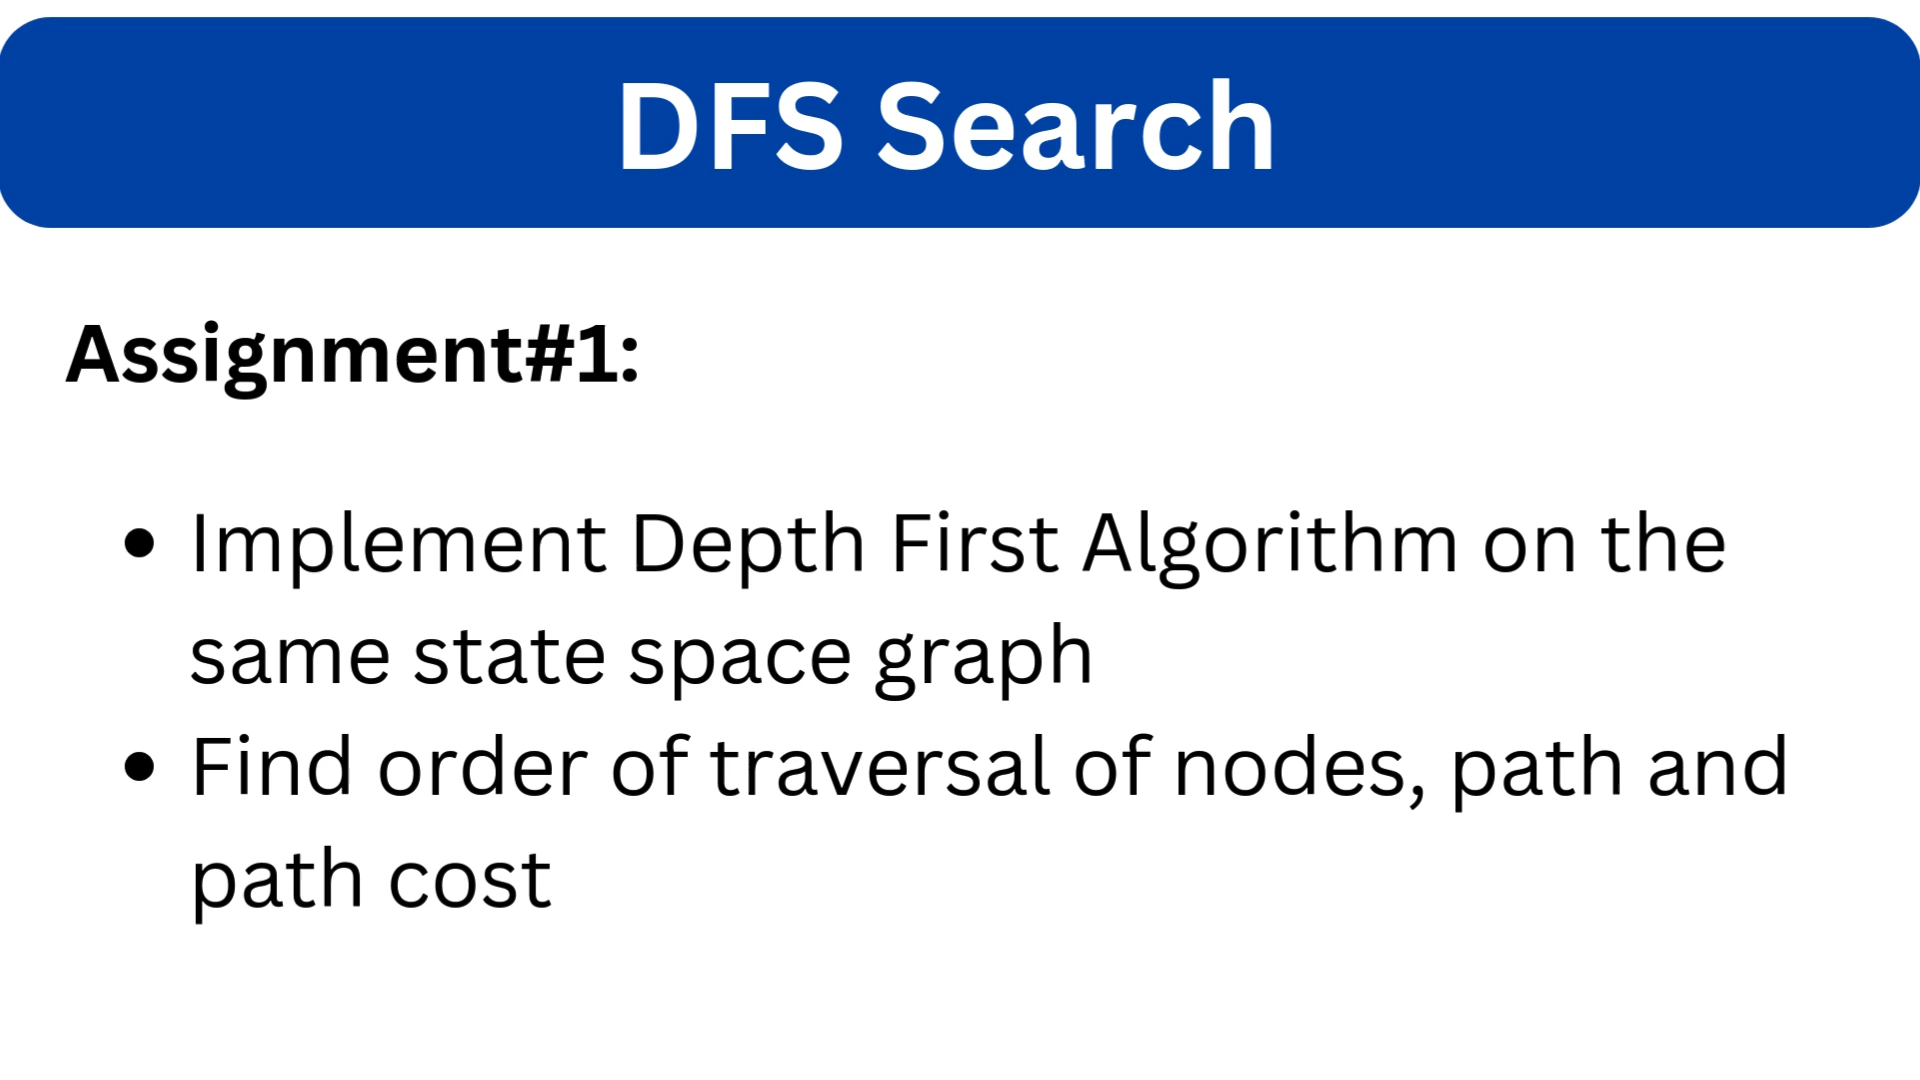 DFS Search
Assignment#1:
• Implement Depth First Algorithm on the
same state space graph
• Find order of traversal of nodes, path and
path cost